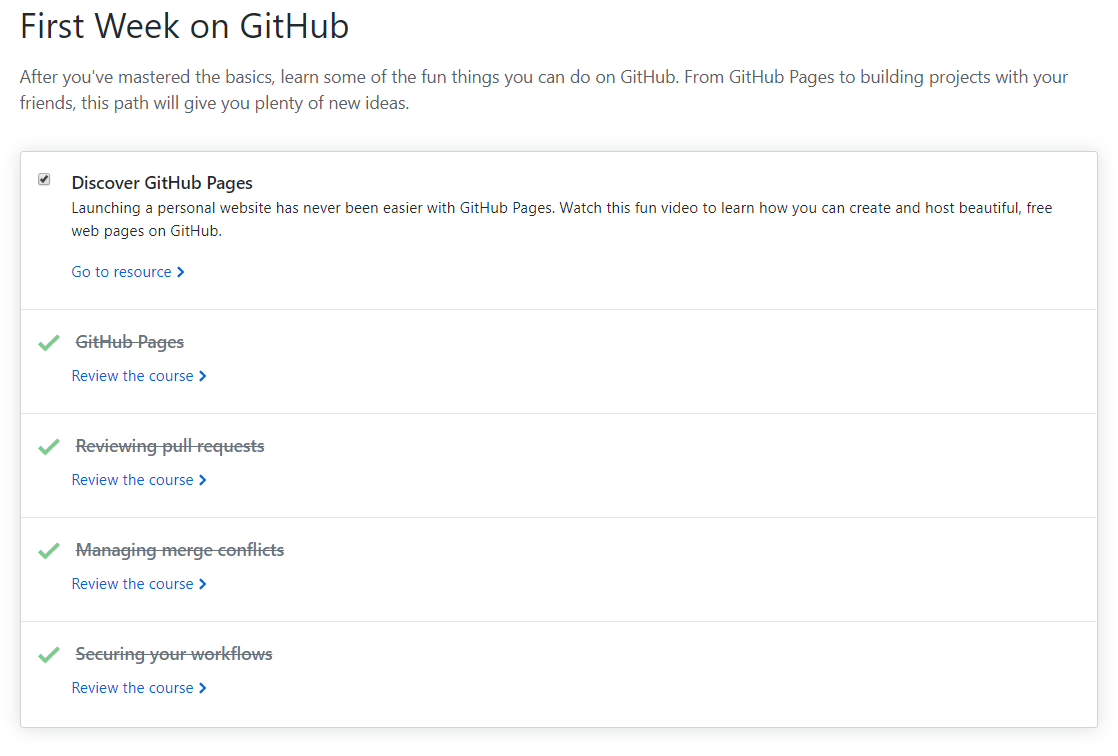 First Week on GitHub
After you've mastered the basics, learn some of the fun things you can do on GitHub. From GitHub Pages to building projects with your
friends, this path will give you plenty of new ideas.
Discover GitHub Pages
Launching a personal website has never been easier with GitHub Pages. Watch this fun video to learn how you can create and host beautiful, free
web pages on GitHub.
Go to resource
GitHub Pages
Review the course
Reviewing pull requests
Review the course
Managing merge conflicts
Review the course
Securing your workflows
Review the course